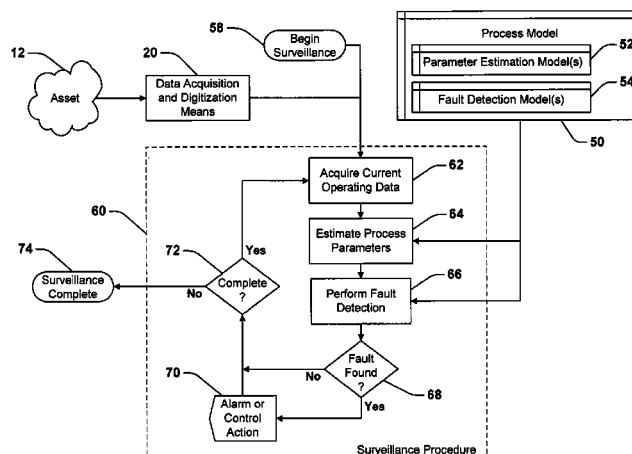 58
Begin
Surveillance
12
Asset
20
Data Acquisition
and Digitization
Means
Process Model
Parameter Estimation Model(s)
52
Fault Detection Model(s)
54
50
60
Acquire Current
Operating Data
62
Estimate Process
Parameters
64
Perform Fault
Detection
66
74
Surveillance
Complete
72
Yes
Complete
?
No
Fault
Found
?
No
Yes
68
70
Alarm or
Control
Action
Surveillance Procedure